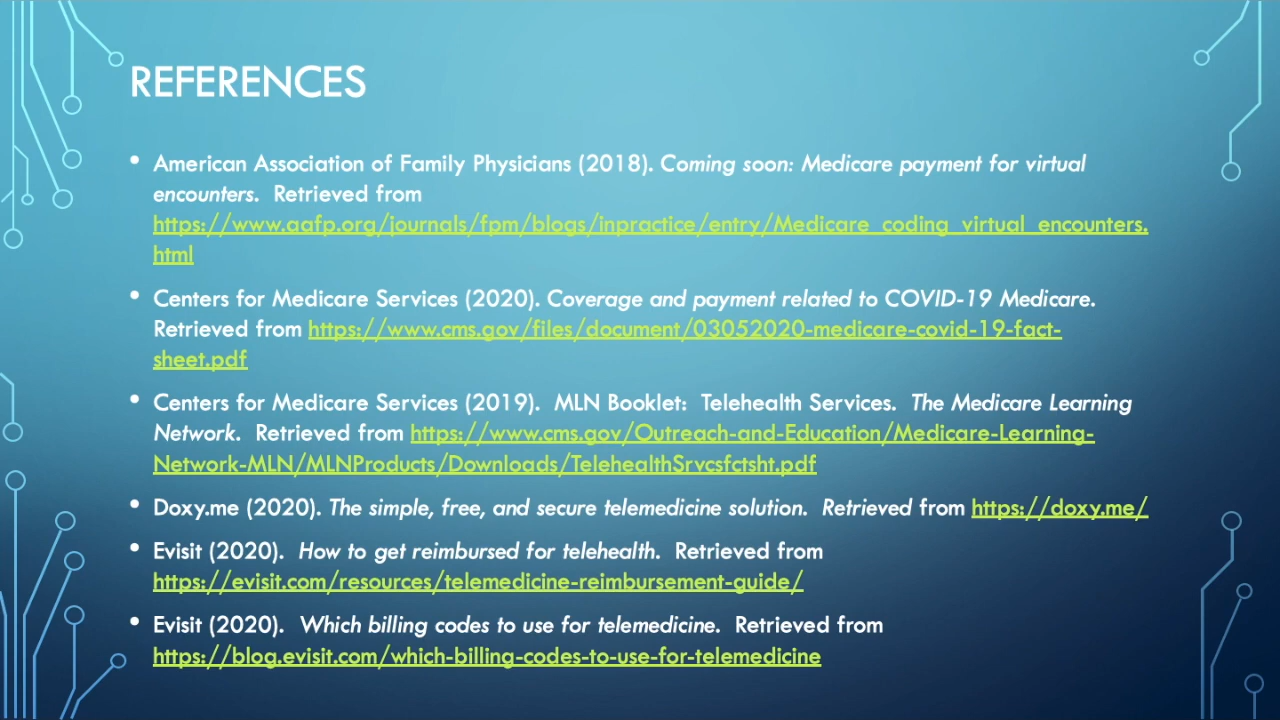 REFERENCES
• American Association of Family Physicians (2018). Coming soon: Medicare payment for virtual
encounters. Retrieved from
https://www.aafp.org/journals/fpm/blogs/inpractice/entry/Medicare_coding_virtual_encounters.
html
• Centers for Medicare Services (2020). Coverage and payment related to COVID-19 Medicare.
Retrieved from https://www.cms.gov/files/document/03052020-medicare-covid-19-fact-
sheet.pdf
• Centers for Medicare Services (2019). MLN Booklet: Telehealth Services. The Medicare Learning
Network. Retrieved from https://www.cms.gov/Outreach-and-Education/Medicare-Learning-
Network-MLN/MLNProducts/Downloads/TelehealthSrvcsfctsht.pdf
• Doxy.me (2020). The simple, free, and secure telemedicine solution. Retrieved from https://doxy.me/
• Evisit (2020). How to get reimbursed for telehealth. Retrieved from
https://evisit.com/resources/telemedicine-reimbursement-guide/
• Evisit (2020). Which billing codes to use for telemedicine. Retrieved from
https://blog.evisit.com/which-billing-codes-to-use-for-telemedicine